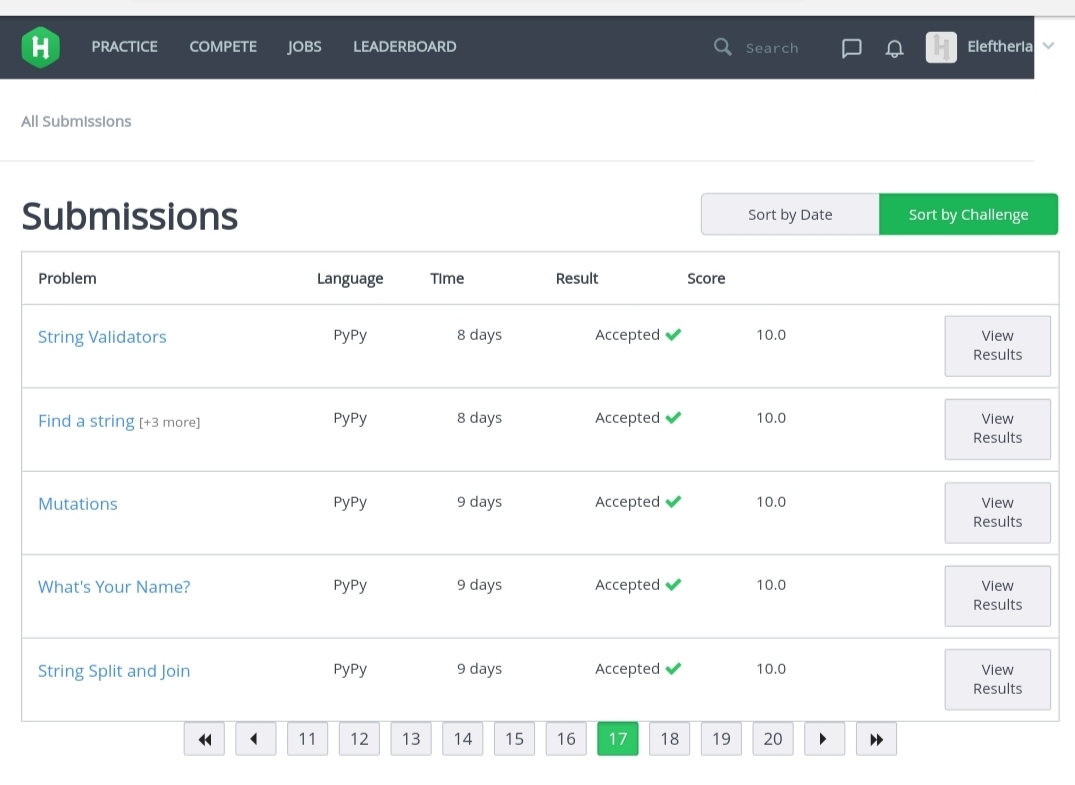 PRACTICE COMPETE JOBS LEADERBOARD Search Eleftheria
All Submissions
Submissions Sort by Date Sort by Challenge
Problem Language Time Result Score
String Validators PyPy 8 days Accepted 10.0 View Results
Find a string [+3 more] PyPy 8 days Accepted 10.0 View Results
Mutations PyPy 9 days Accepted 10.0 View Results
What's Your Name? PyPy 9 days Accepted 10.0 View Results
String Split and Join PyPy 9 days Accepted 10.0 View Results
11 12 13 14 15 16 17 18 19 20